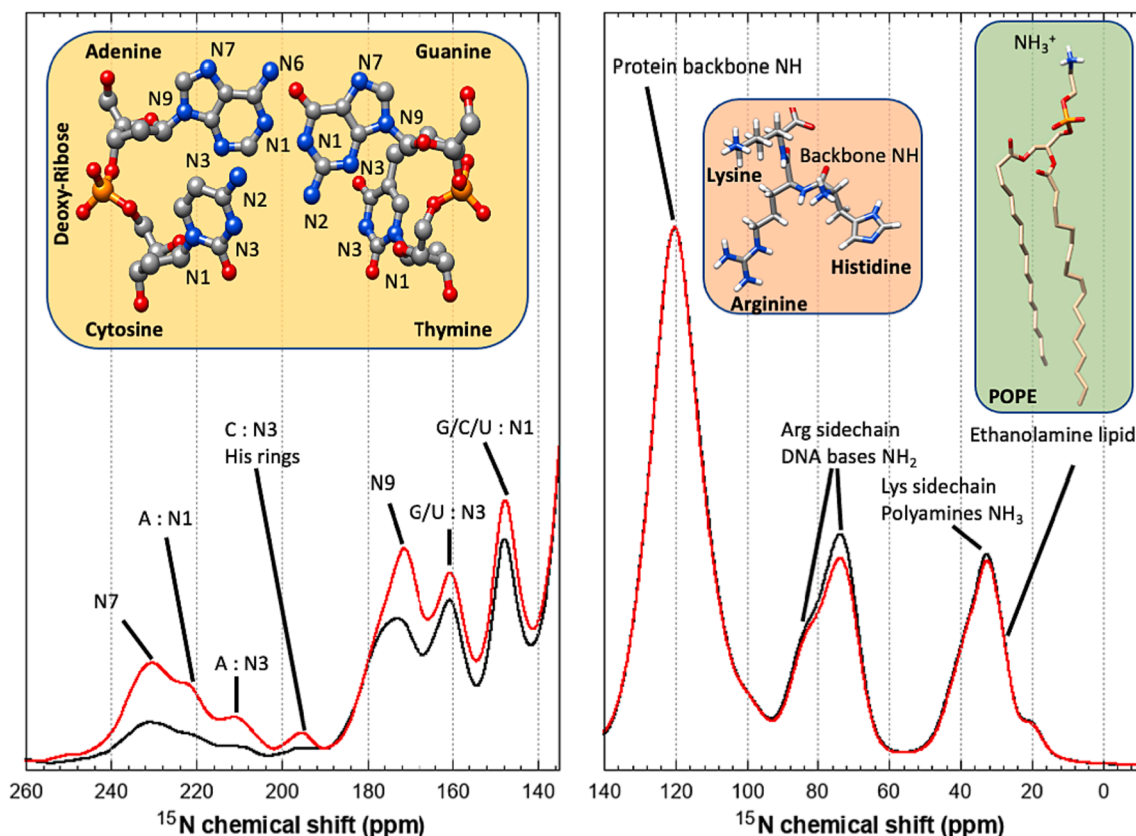 Adenine
Guanine
N7
N6
N7
N9
N1
N1
N9
N3
N3
N2
N2
N3
N3
N1
N1
Deoxy-Ribose
Cytosine
Thymine
C : N3
His rings
A : N1
N7
A : N3
N9
G/U : N3
G/C/U : N1
260 240 220 200 180 160 140
15N chemical shift (ppm)
Protein backbone NH
Lysine
Backbone NH
Histidine
Arginine
NH3+
POPE
Arg sidechain
DNA bases NH2
Ethanolamine lipid
Lys sidechain
Polyamines NH3
140 120 100 80 60 40 20 0
15N chemical shift (ppm)